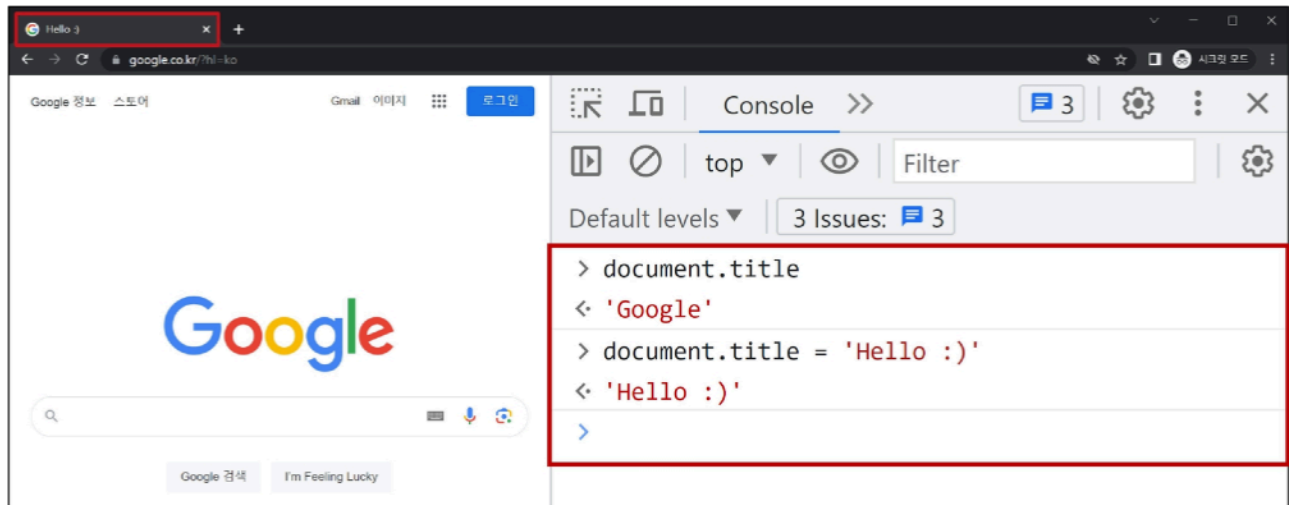 Hello :)
google.co.kr/?hl=ko
시크릿 모드
Google 정보 스토어 Gmail 이미지 로그인
Google
Google 검색 I'm Feeling Lucky
Console 3
top Filter
Default levels 3 Issues: 3
> document.title
'Google'
> document.title = 'Hello :)'
'Hello :)'
>